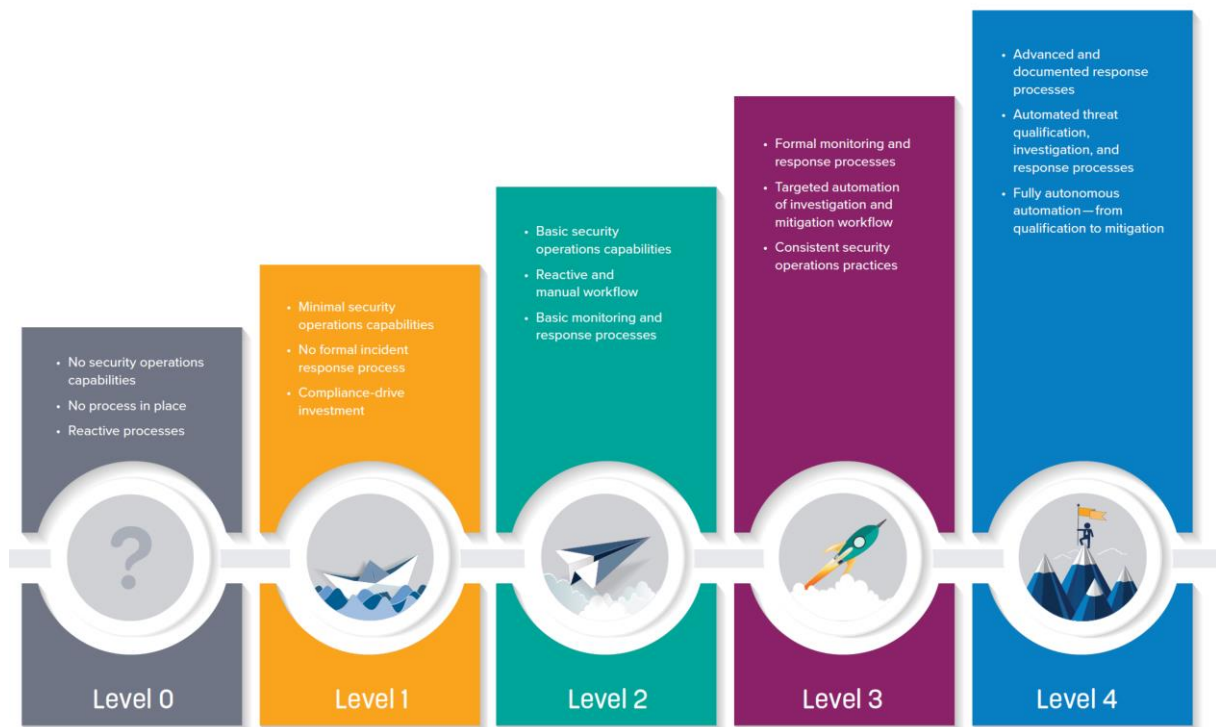 • No security operations
capabilities
• No process in place
• Reactive processes
?
Level 0
• Minimal security
operations capabilities
• No formal incident
response process
• Compliance-drive
investment
Level 1
• Basic security
operations capabilities
• Reactive and
manual workflow
• Basic monitoring and
response processes
Level 2
• Formal monitoring and
response processes
• Targeted automation
of investigation and
mitigation workflow
• Consistent security
operations practices
Level 3
• Advanced and
documented response
processes
• Automated threat
qualification,
investigation, and
response processes
• Fully autonomous
automation—from
qualification to mitigation
Level 4